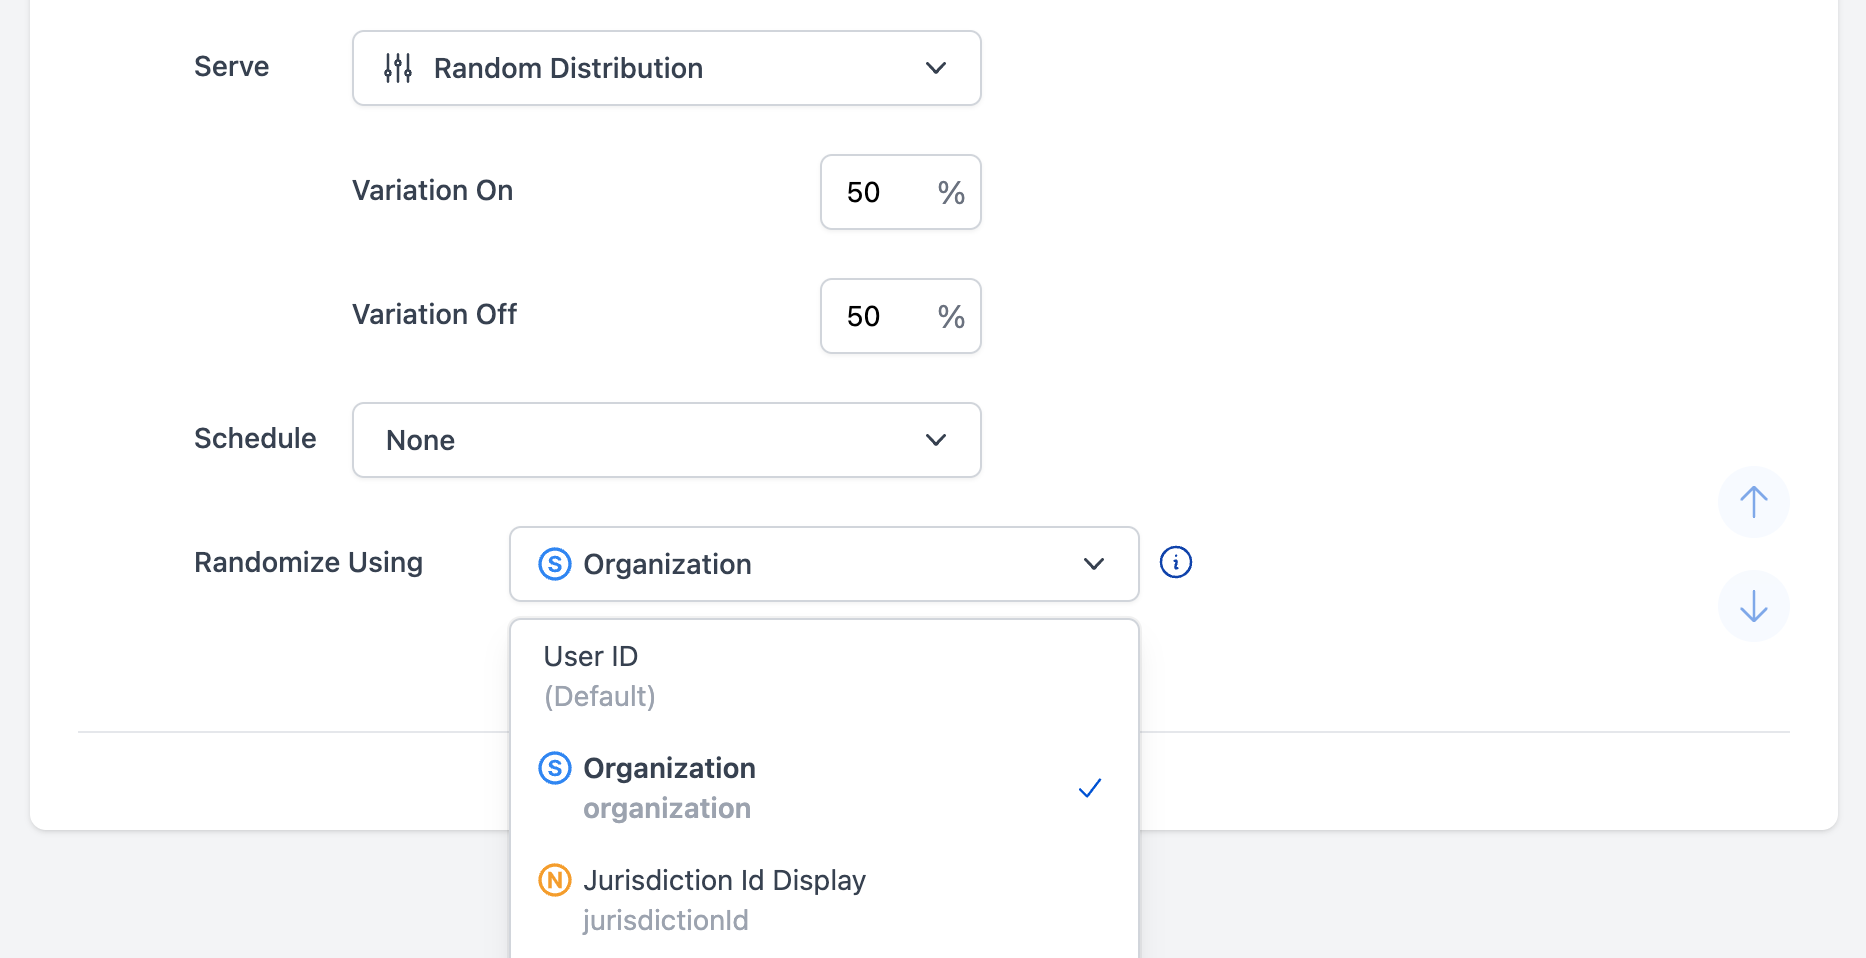 Serve
Random Distribution
Variation On
50 %
Variation Off
50 %
Schedule
None
Randomize Using
S Organization
i
User ID
(Default)
S Organization
organization
N Jurisdiction Id Display
jurisdictionId